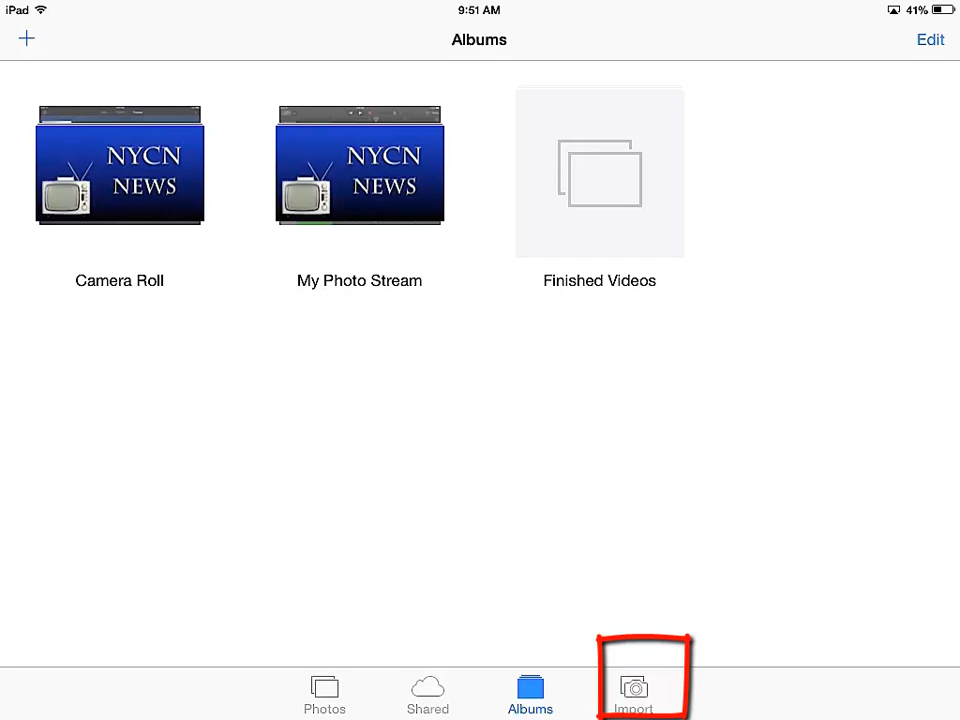 iPad 9:51 AM 41%
Albums Edit
NYCN
NEWS
NYCN
NEWS
Camera Roll My Photo Stream Finished Videos
Photos Shared Albums Import